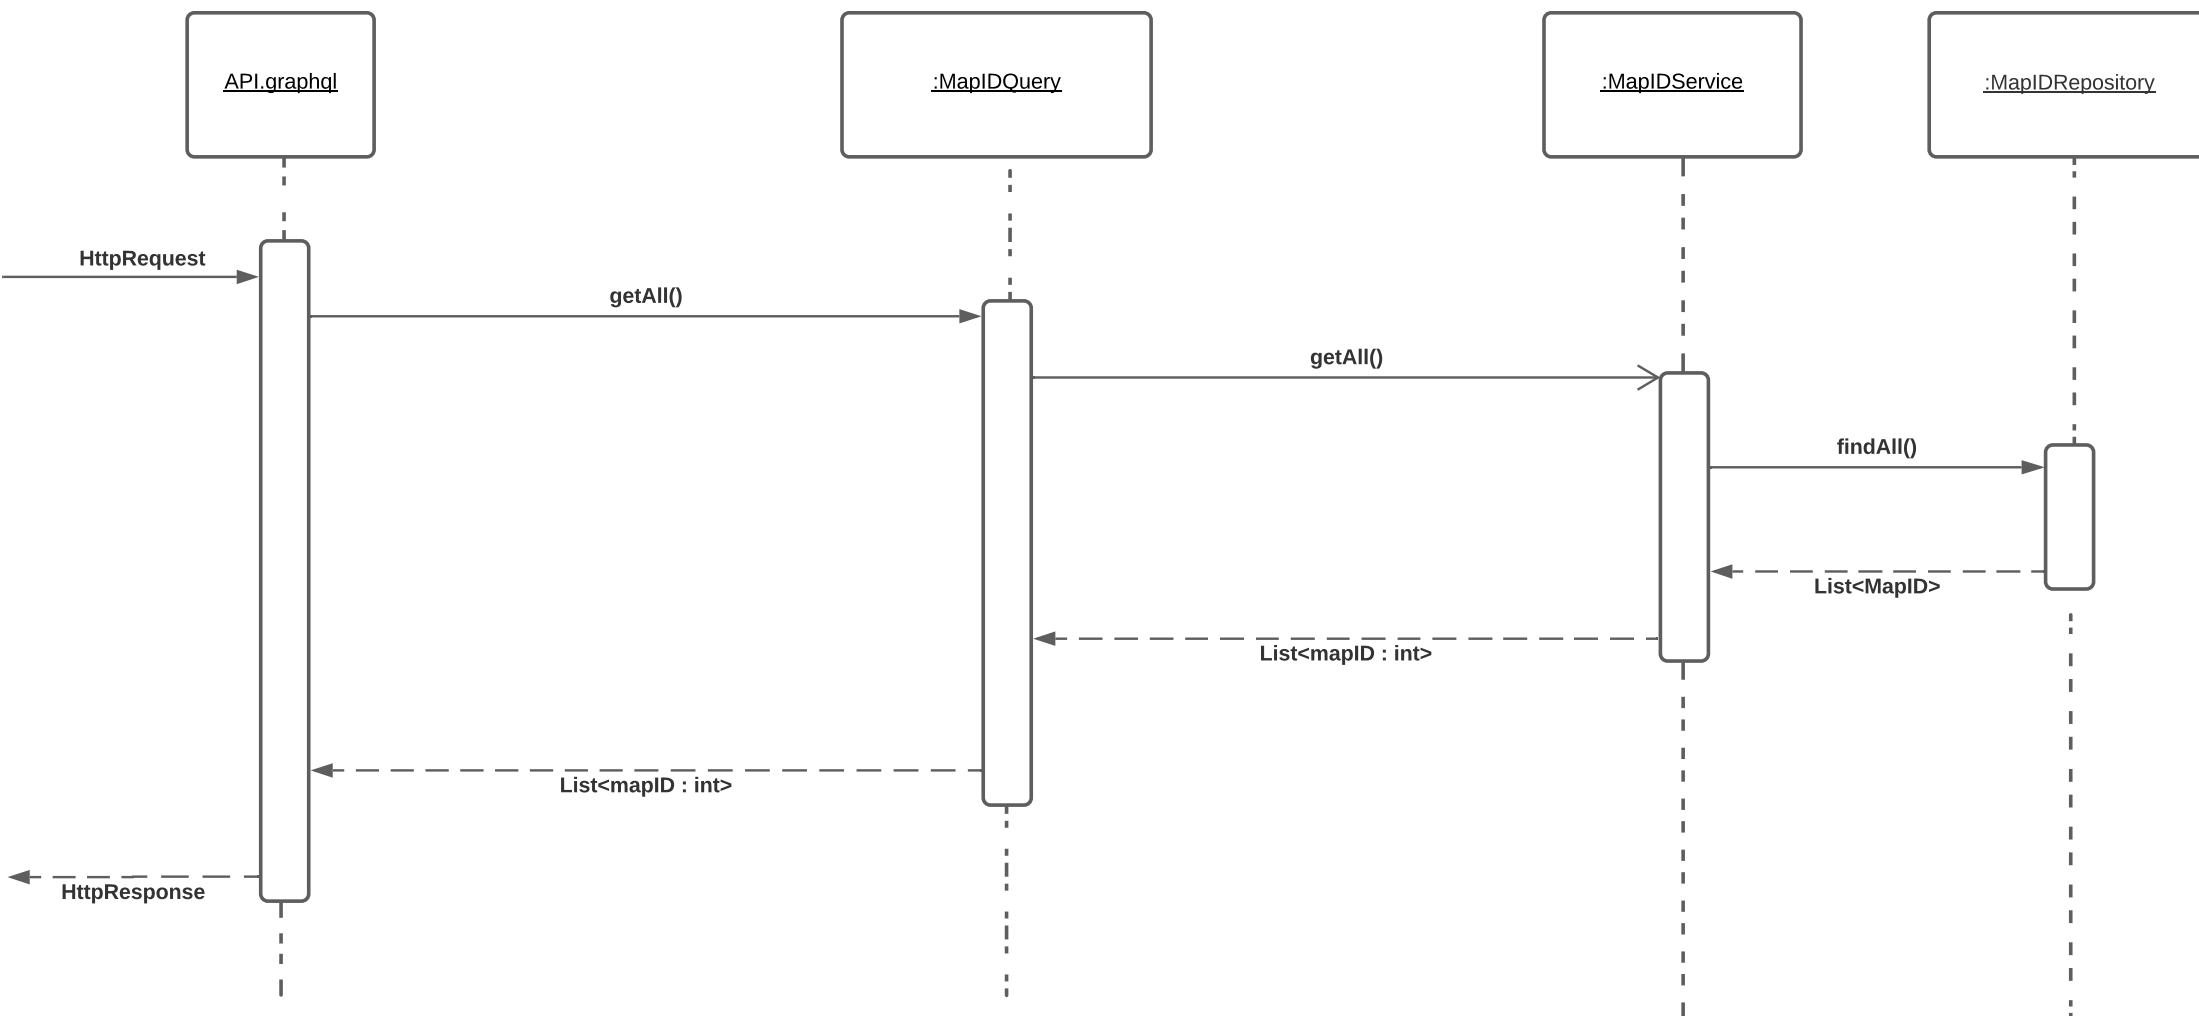 API.graphql
:MapIDQuery
:MapIDService
:MapIDRepository
HttpRequest
getAll()
getAll()
findAll()
List<MapID>
List<mapID : int>
List<mapID : int>
HttpResponse